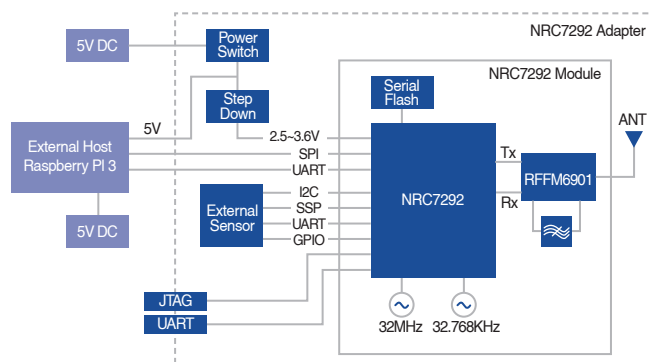 NRC7292 Adapter
5V DC
Power
Switch
NRC7292 Module
Step
Down
Serial
Flash
ANT
External Host
Raspberry PI 3
5V
2.5~3.6V
SPI
UART
Tx
RFFM6901
NRC7292
Rx
External
Sensor
I2C
SSP
UART
GPIO
5V DC
JTAG
UART
32MHz
32.768KHz